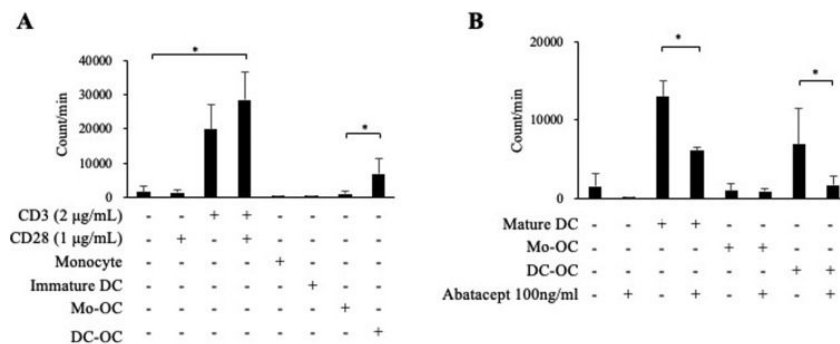 A
Count/min
40000
30000
20000
10000
0
*
*
CD3 (2 μg/mL) - - + + - - - -
CD28 (1 μg/mL) - + - + - - - -
Monocyte - - - - + - - -
Immature DC - - - - - + - -
Mo-OC - - - - - - + -
DC-OC - - - - - - - +
B
Count/min
20000
10000
0
*
*
Mature DC - - + + - - - -
Mo-OC - - - - + + - -
DC-OC - - - - - - + +
Abatacept 100ng/ml - + - + - + - +